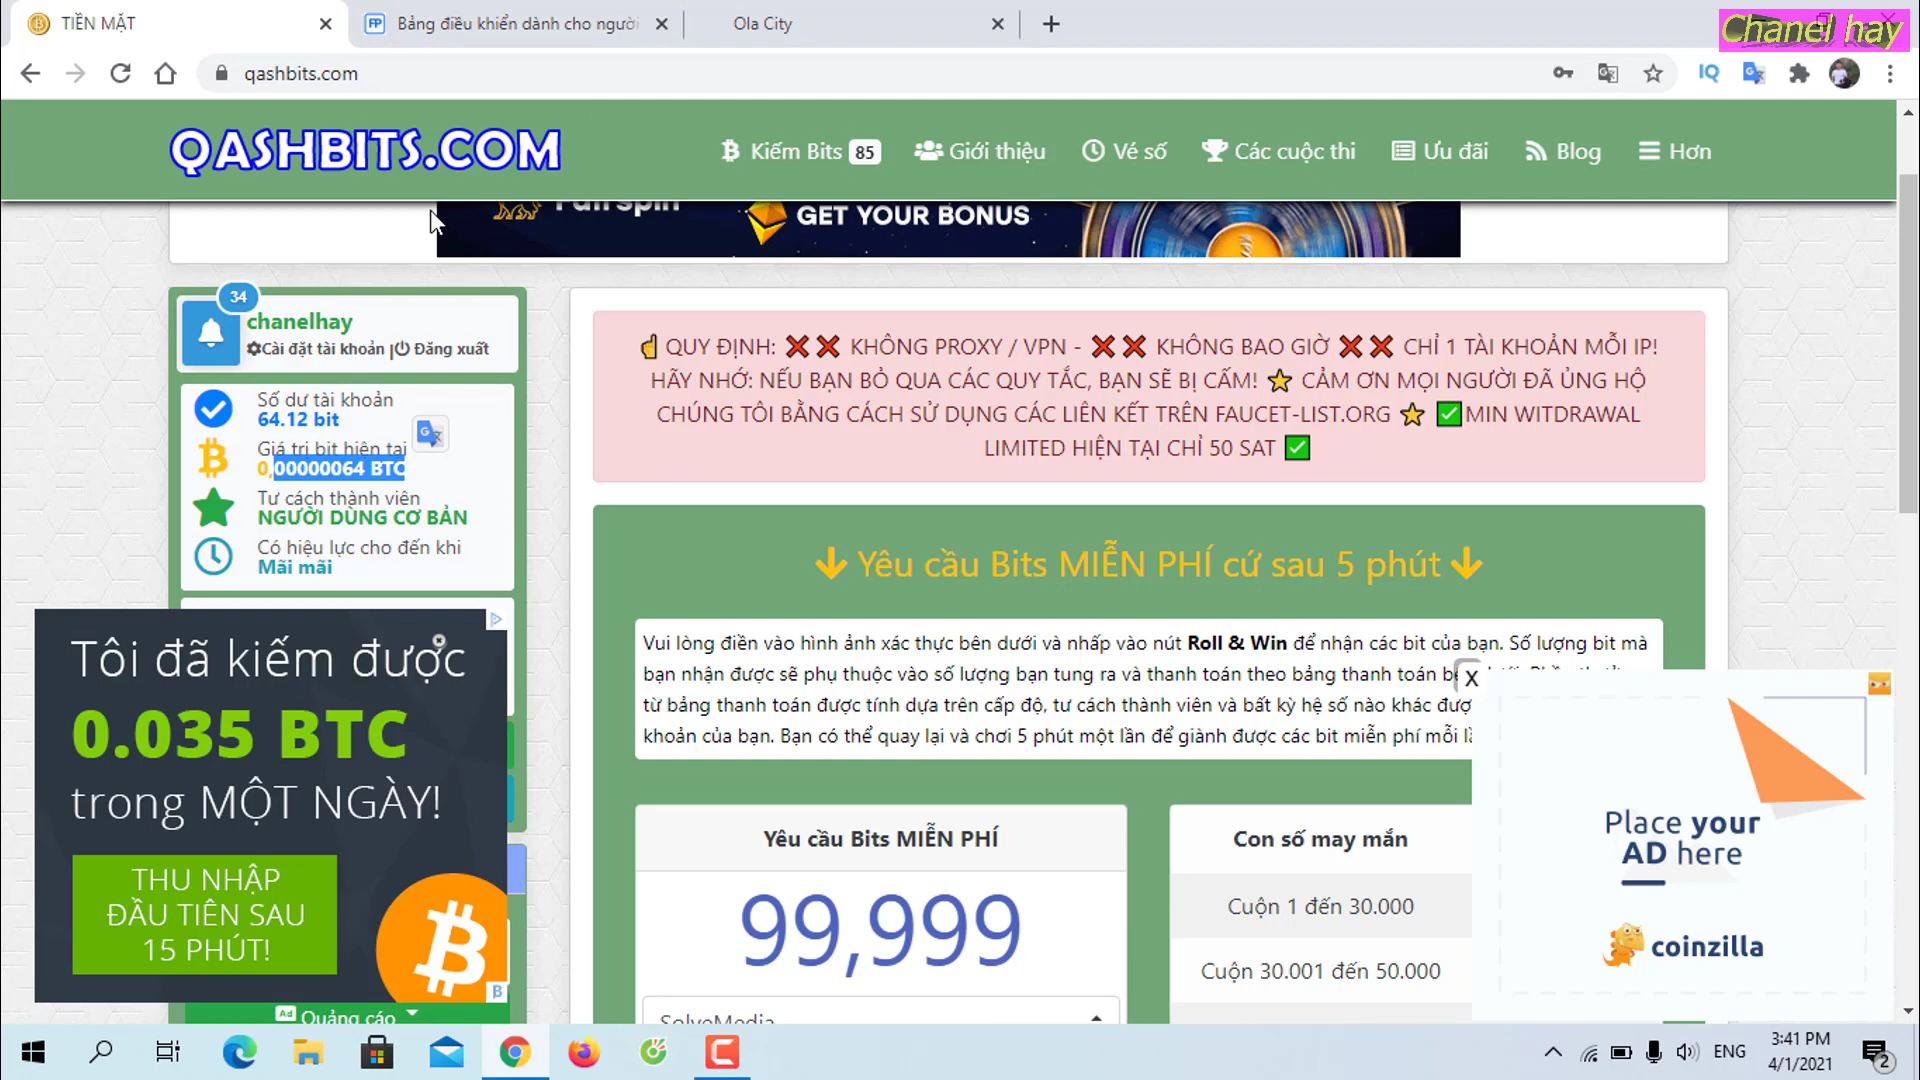 TIỀN MẶT
Bảng điều khiển dành cho người
Ola City
Chanel hay
qashbits.com
QASHBITS.COM
Kiếm Bits 85
Giới thiệu
Vé số
Các cuộc thi
Ưu đãi
Blog
Hơn
GET YOUR BONUS
34
chanelhay
Cài đặt tài khoản | Đăng xuất
Số dư tài khoản
64.12 bit
Giá trị bit hiện tại
0,00000064 BTC
Tư cách thành viên
NGƯỜI DÙNG CƠ BẢN
Có hiệu lực cho đến khi
Mãi mãi
☝QUY ĐỊNH: ❌❌ KHÔNG PROXY / VPN - ❌❌ KHÔNG BAO GIỜ ❌❌ CHỈ 1 TÀI KHOẢN MỖI IP!
HÃY NHỚ: NẾU BẠN BỎ QUA CÁC QUY TẮC, BẠN SẼ BỊ CẤM! ⭐ CẢM ƠN MỌI NGƯỜI ĐÃ ỦNG HỘ
CHÚNG TÔI BẰNG CÁCH SỬ DỤNG CÁC LIÊN KẾT TRÊN FAUCET-LIST.ORG ⭐ ✅MIN WITDRAWAL
LIMITED HIỆN TẠI CHỈ 50 SAT ✅
Yêu cầu Bits MIỄN PHÍ cứ sau 5 phút
Vui lòng điền vào hình ảnh xác thực bên dưới và nhấp vào nút Roll & Win để nhận các bit của bạn. Số lượng bit mà
bạn nhận được sẽ phụ thuộc vào số lượng bạn tung ra và thanh toán theo bảng thanh toán
từ bảng thanh toán được tính dựa trên cấp độ, tư cách thành viên và bất kỳ hệ số nào khác
khoản của bạn. Bạn có thể quay lại và chơi 5 phút một lần để giành được các bit miễn phí mỗi
Tôi đã kiếm được
0.035 BTC
trong MỘT NGÀY!
THU NHẬP
ĐẦU TIÊN SAU
15 PHÚT!
Ad Quảng cáo
Yêu cầu Bits MIỄN PHÍ
99,999
SolveMedia
Con số may mắn
Cuộn 1 đến 30.000
Cuộn 30.001 đến 50.000
X
Place your
AD here
coinzilla
ENG
3:41 PM
4/1/2021
2